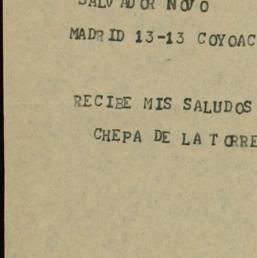 SALVADOR NOVO
MADRID 13-13 COYOAC
RECIBE MIS SALUDOS
CHEPA DE LA TORRE